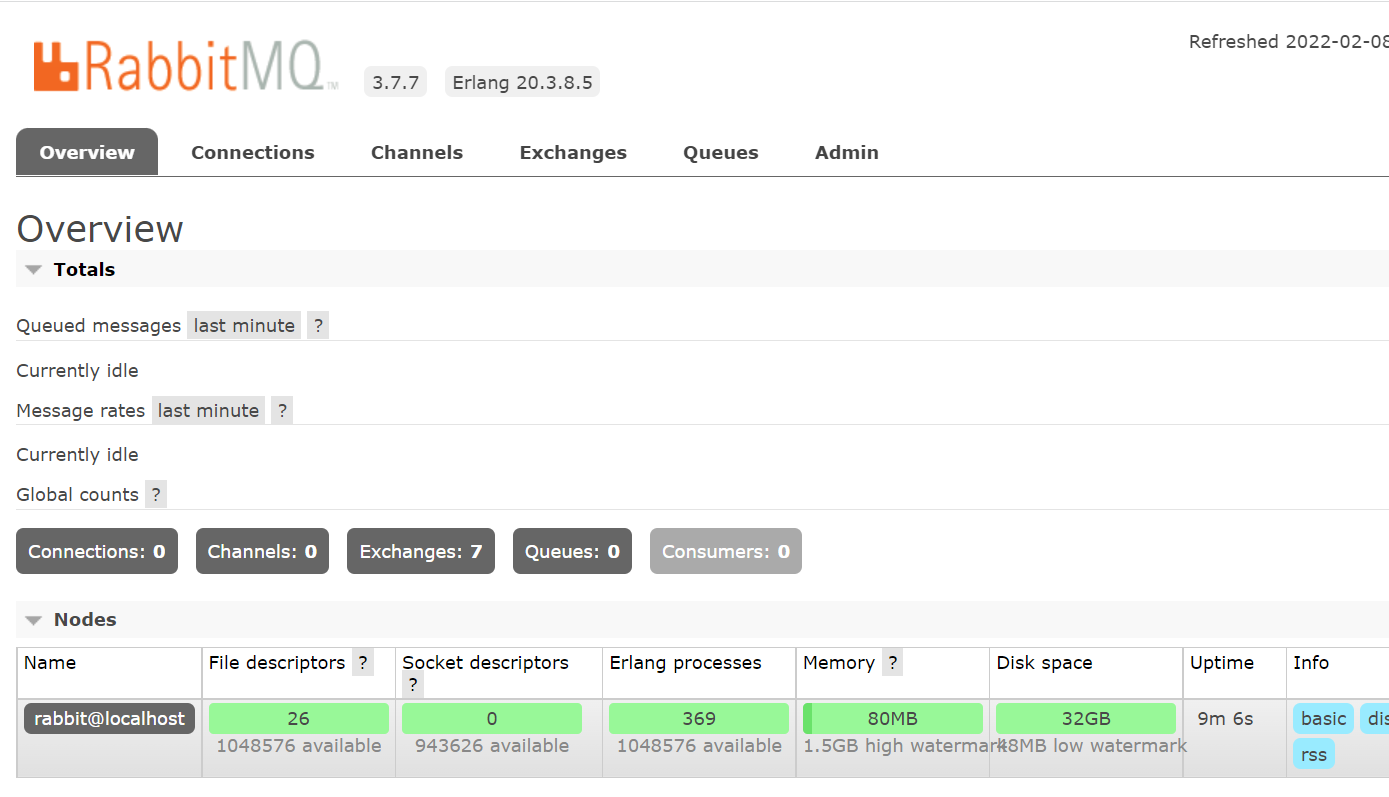 RabbitMQ TM 3.7.7 Erlang 20.3.8.5
Refreshed 2022-02-08
Overview Connections Channels Exchanges Queues Admin
Overview
Totals
Queued messages last minute ?
Currently idle
Message rates last minute ?
Currently idle
Global counts ?
Connections: 0 Channels: 0 Exchanges: 7 Queues: 0 Consumers: 0
Nodes
Name File descriptors ? Socket descriptors ? Erlang processes Memory ? Disk space Uptime Info
rabbit@localhost 26 0 369 80MB 32GB 9m 6s basic dis
1048576 available 943626 available 1048576 available 1.5GB high watermark 48MB low watermark rss